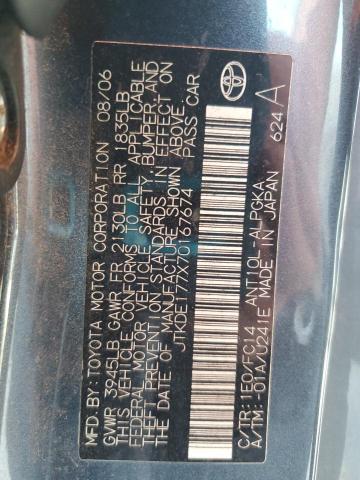 MFD. BY: TOYOTA MOTOR CORPORATION 08/06
GVWR 3945LB GAWR FR 2130LB RR 1835LB
THIS VEHICLE CONFORMS TO ALL APPLICABLE
FEDERAL MOTOR VEHICLE SAFETY, BUMPER, AND
THEFT PREVENTION STANDARDS IN EFFECT ON
THE DATE OF MANUFACTURE SHOWN ABOVE.
JTKDE177X70167674 PASS CAR
C/TR: 1E0/FC14 ANT10L-ALPGKA
A/TM: -01A/U241E MADE IN JAPAN 624
A
TOYOTA